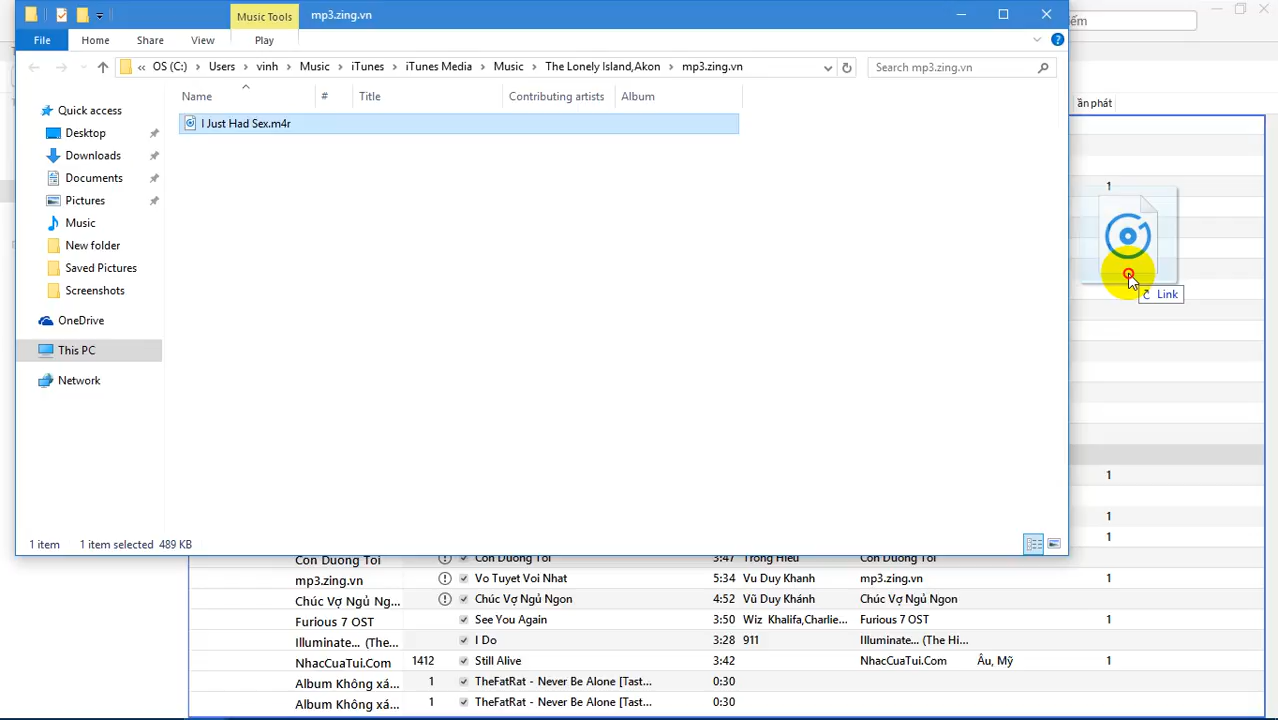 Music Tools
mp3.zing.vn
File
Home
Share
View
Play
« OS (C:) › Users › vinh › Music › iTunes › iTunes Media › Music › The Lonely Island,Akon › mp3.zing.vn
Search mp3.zing.vn
Name
#
Title
Contributing artists
Album
I Just Had Sex.m4r
Quick access
Desktop
Downloads
Documents
Pictures
Music
New folder
Saved Pictures
Screenshots
OneDrive
This PC
Network
1 item
1 item selected 489 KB
ần phát
1
Link
1
1
1
Con Duong Toi Con Duong Toi 3:47 Trong Hieu Con Duong Toi
mp3.zing.vn Vo Tuyet Voi Nhat 5:34 Vu Duy Khanh mp3.zing.vn 1
Chúc Vợ Ngủ Ng... Chúc Vợ Ngủ Ngon 4:52 Vũ Duy Khánh Chúc Vợ Ngủ Ngon
Furious 7 OST See You Again 3:50 Wiz Khalifa,Charlie... Furious 7 OST 1
Illuminate... (The... I Do 3:28 911 Illuminate... (The Hi...
NhacCuaTui.Com 1412 Still Alive 3:42 NhacCuaTui.Com Âu, Mỹ 1
Album Không xá... 1 TheFatRat - Never Be Alone [Tast... 0:30
Album Không xá... 1 TheFatRat - Never Be Alone [Tast... 0:30